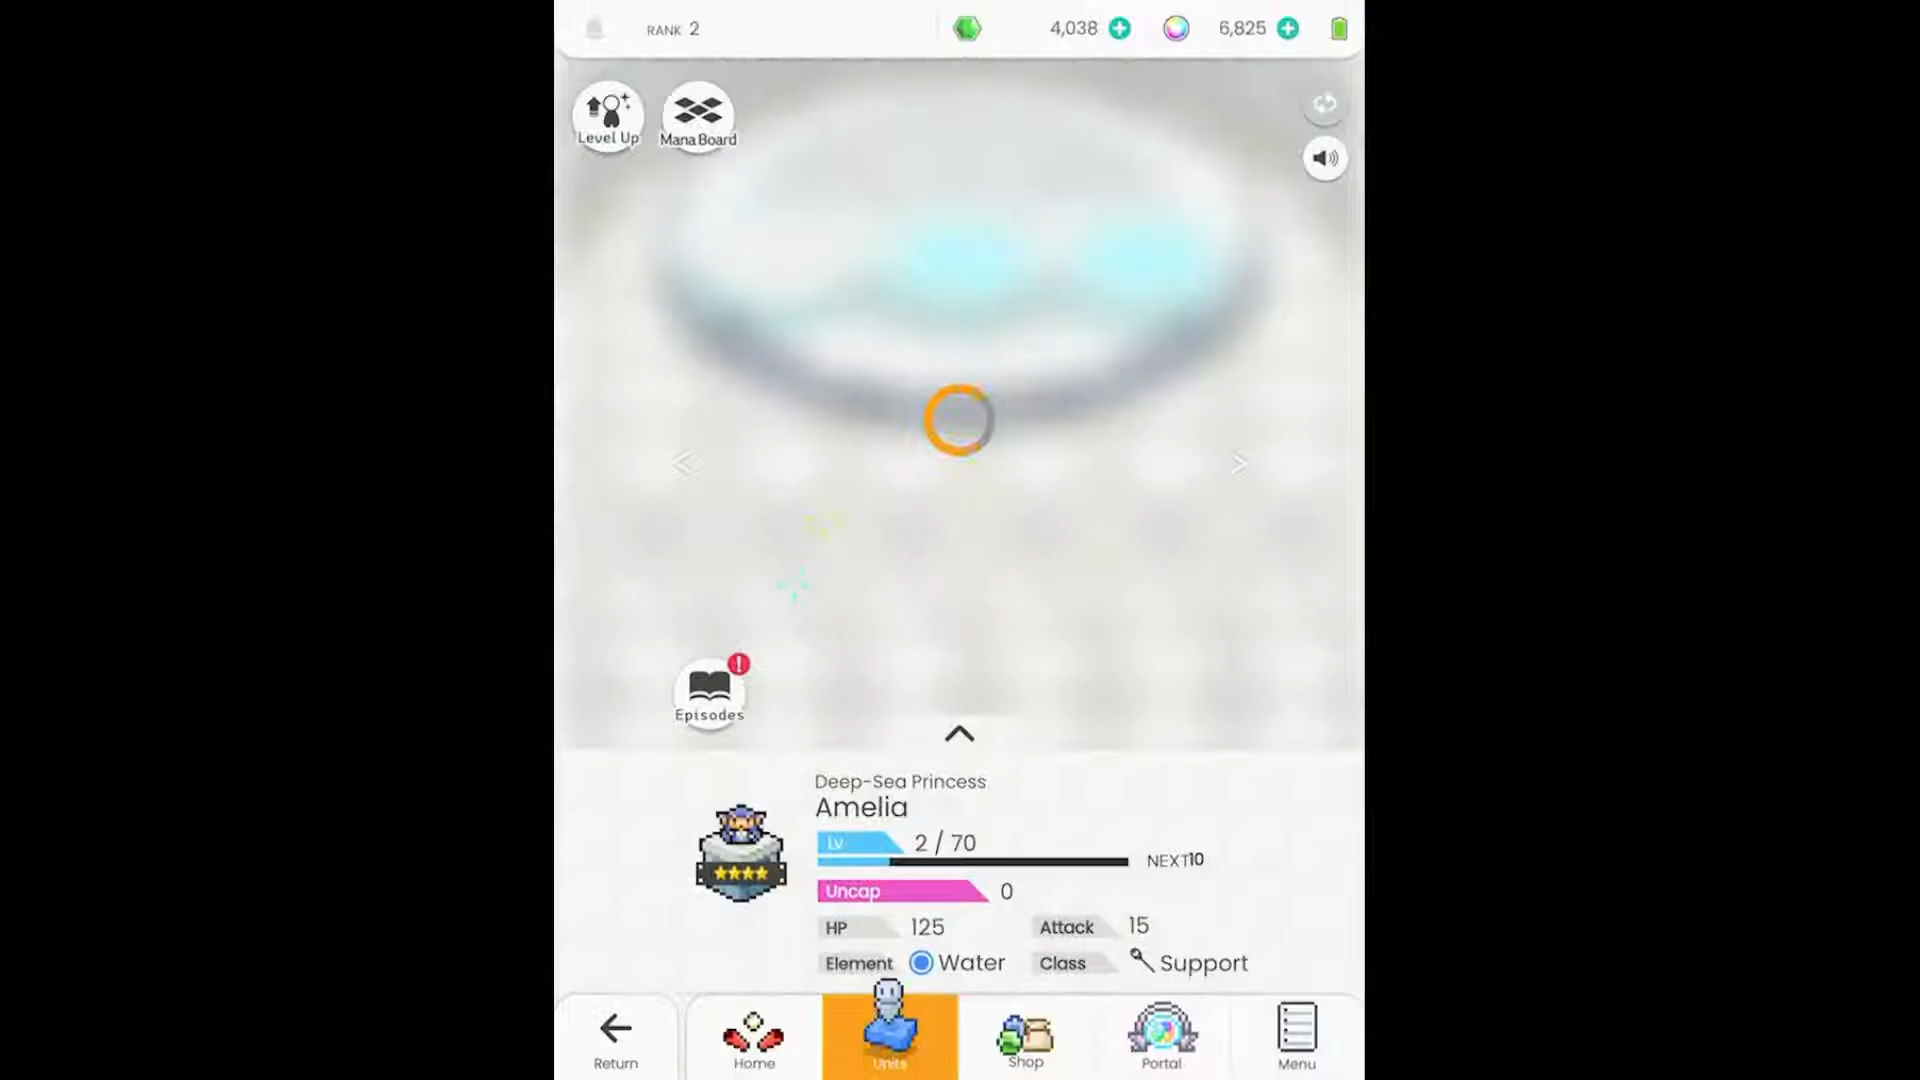 RANK 2
4,038
6,825
Level Up
Mana Board
Episodes
Deep-Sea Princess
Amelia
Lv 2 / 70
NEXT10
Uncap 0
HP 125 Attack 15
Element Water Class Support
Return
Home
Units
Shop
Portal
Menu